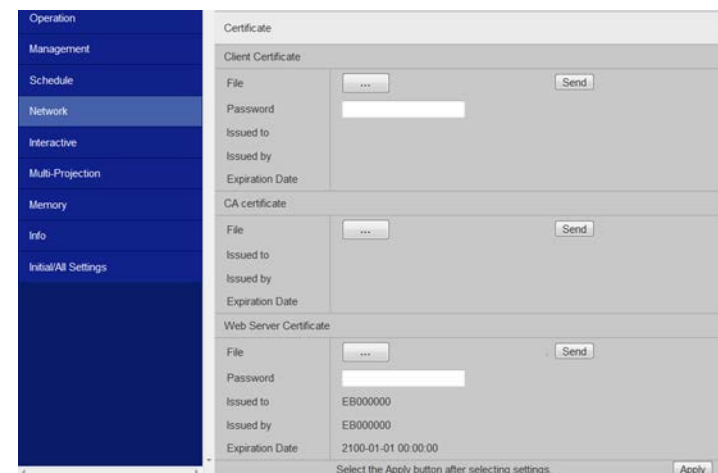 Operation
Management
Schedule
Network
Interactive
Multi-Projection
Memory
Info
Initial/All Settings
Certificate
Client Certificate
File ... Send
Password
Issued to
Issued by
Expiration Date
CA certificate
File ... Send
Issued to
Issued by
Expiration Date
Web Server Certificate
File ... Send
Password
Issued to EB000000
Issued by EB000000
Expiration Date 2100-01-01 00:00:00
Select the Apply button after selecting settings. Apply